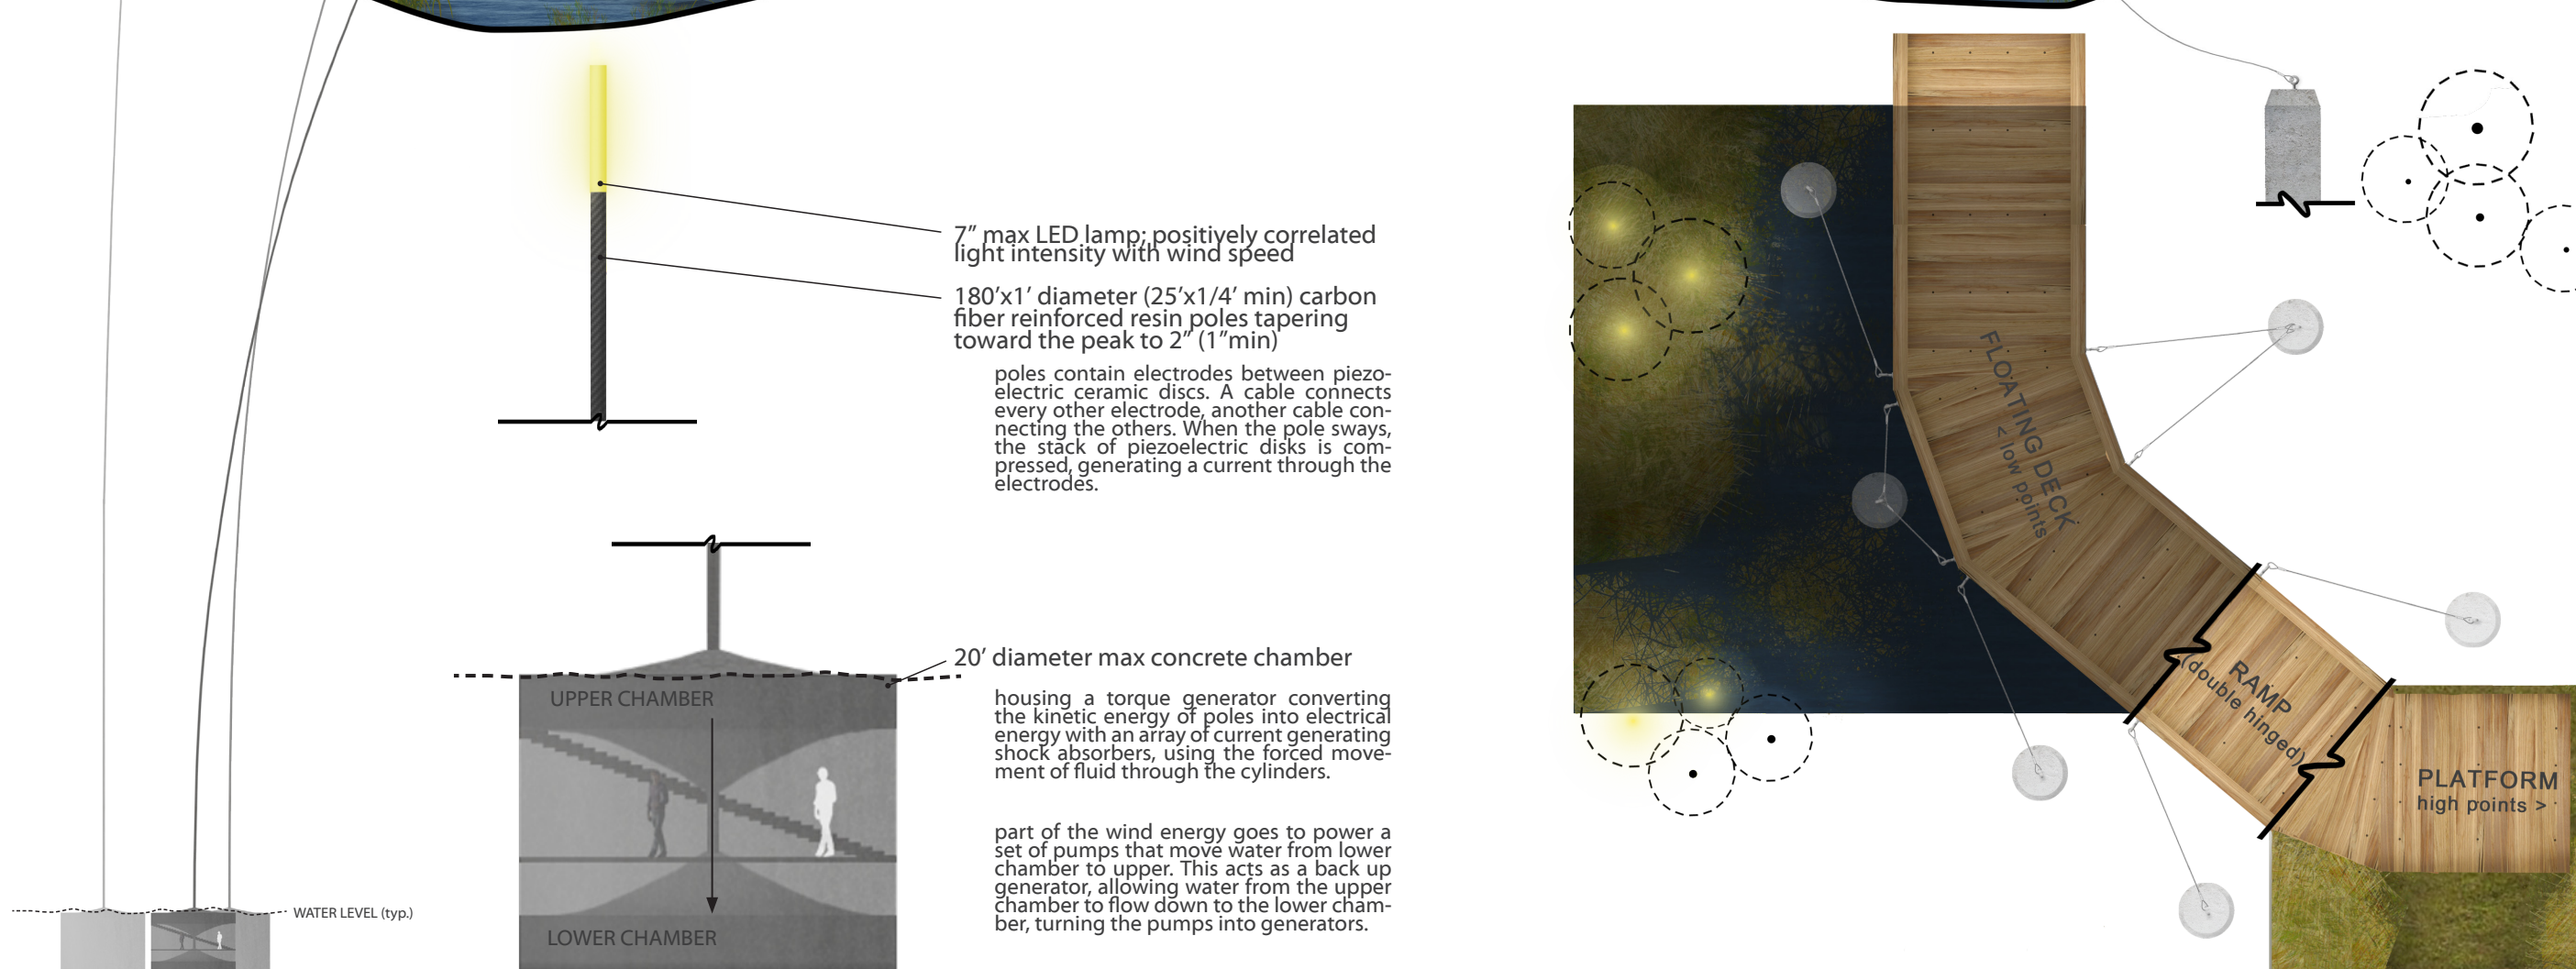 7” max LED lamp; positively correlated
light intensity with wind speed
180’x1’ diameter (25’x1/4’ min) carbon
fiber reinforced resin poles tapering
toward the peak to 2” (1”min)
poles contain electrodes between piezo-
electric ceramic discs. A cable connects
every other electrode, another cable con-
necting the others. When the pole sways,
the stack of piezoelectric disks is com-
pressed, generating a current through the
electrodes.
20’ diameter max concrete chamber
UPPER CHAMBER
housing a torque generator converting
the kinetic energy of poles into electrical
energy with an array of current generating
shock absorbers, using the forced move-
ment of fluid through the cylinders.
part of the wind energy goes to power a
set of pumps that move water from lower
chamber to upper. This acts as a back up
generator, allowing water from the upper
chamber to flow down to the lower cham-
ber, turning the pumps into generators.
LOWER CHAMBER
WATER LEVEL (typ.)
FLOATING DECK
< low points
RAMP
(double hinged)
PLATFORM
high points >